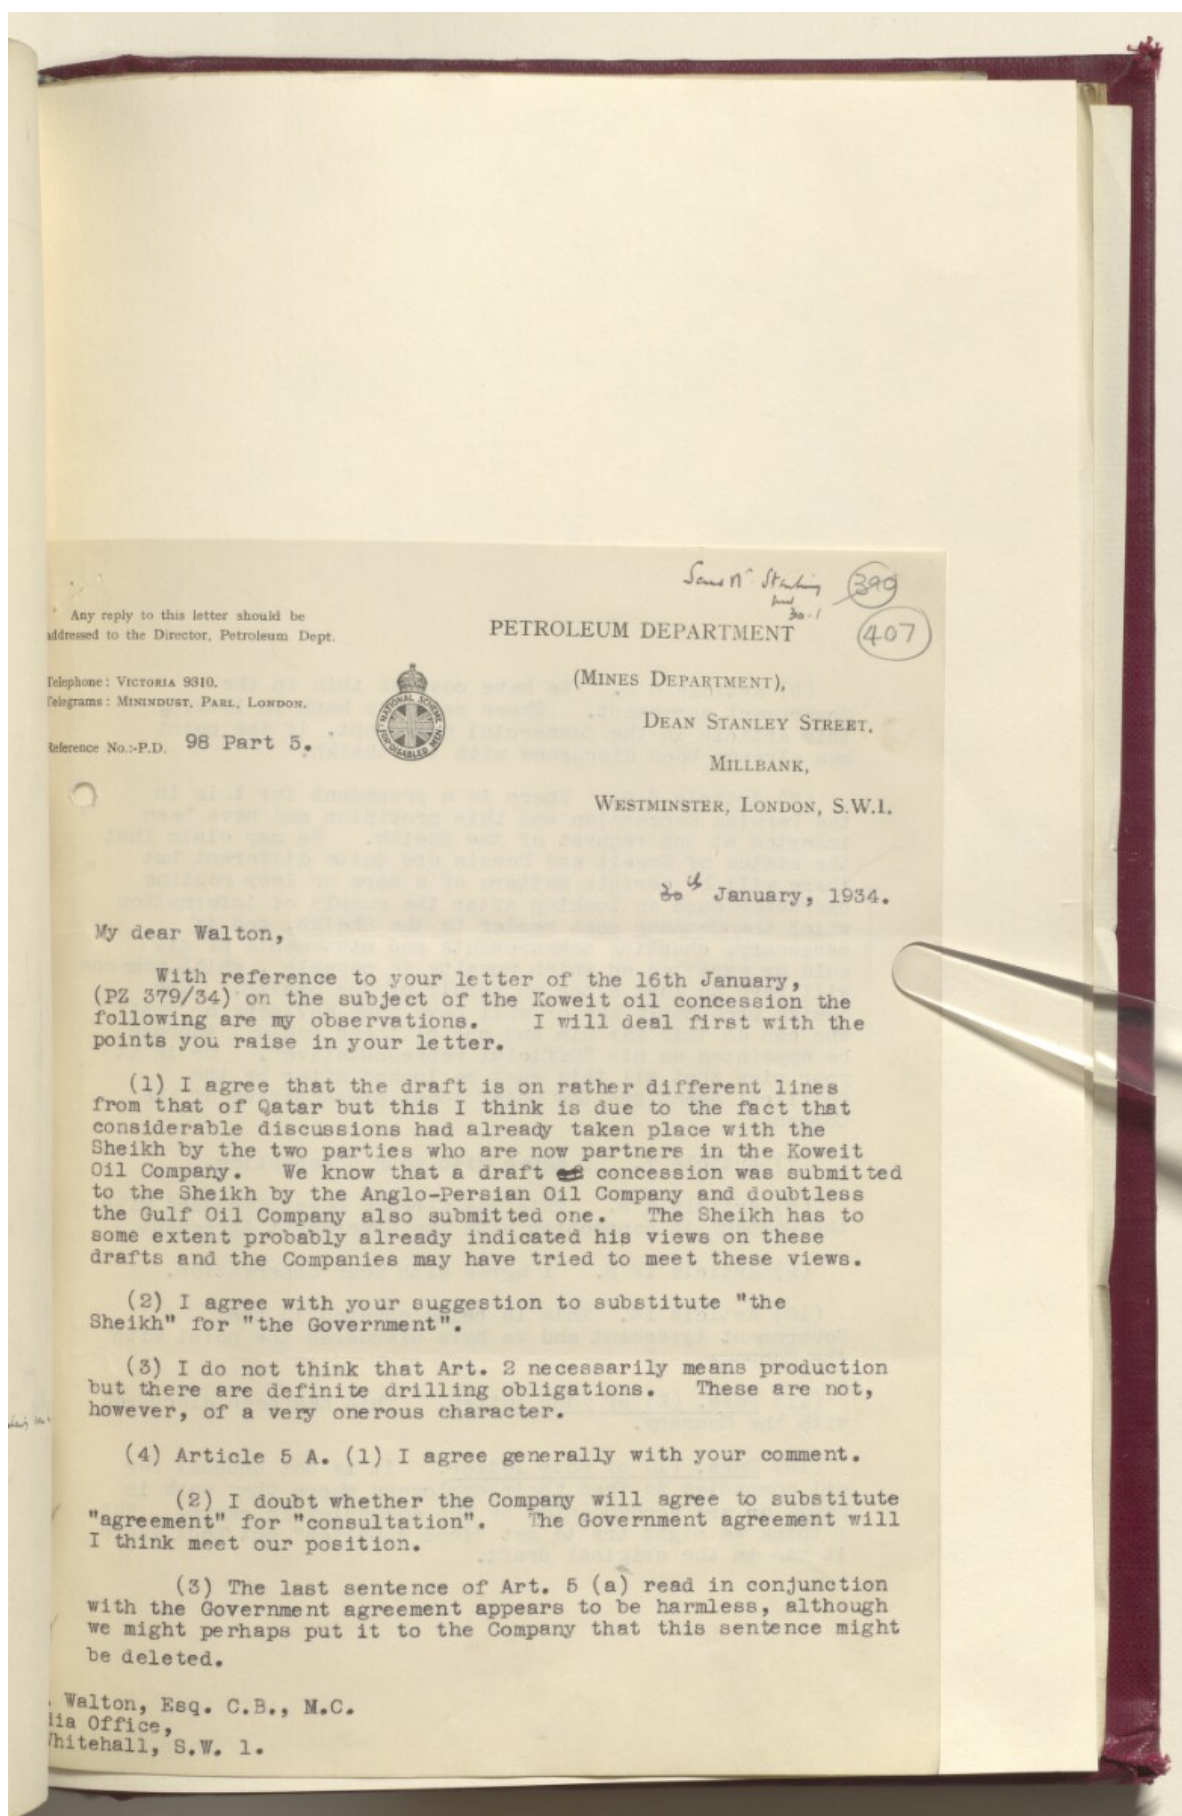 390
407
Any reply to this letter should be
addressed to the Director, Petroleum Dept.
PETROLEUM DEPARTMENT
Telephone: VICTORIA 9310.
Telegrams: MININDUST, PARL, LONDON.
Reference No.:-P.D. 98 Part 5.
NATIONAL SCHEME
FOR DISABLED MEN
(MINES DEPARTMENT),
DEAN STANLEY STREET,
MILLBANK,
WESTMINSTER, LONDON, S.W.1.
30th January, 1934.
My dear Walton,
With reference to your letter of the 16th January,
(PZ 379/34) on the subject of the Koweit oil concession the
following are my observations. I will deal first with the
points you raise in your letter.
(1) I agree that the draft is on rather different lines
from that of Qatar but this I think is due to the fact that
considerable discussions had already taken place with the
Sheikh by the two parties who are now partners in the Koweit
Oil Company. We know that a draft concession was submitted
to the Sheikh by the Anglo-Persian Oil Company and doubtless
the Gulf Oil Company also submitted one. The Sheikh has to
some extent probably already indicated his views on these
drafts and the Companies may have tried to meet these views.
(2) I agree with your suggestion to substitute "the
Sheikh" for "the Government".
(3) I do not think that Art. 2 necessarily means production
but there are definite drilling obligations. These are not,
however, of a very onerous character.
(4) Article 5 A. (1) I agree generally with your comment.
(2) I doubt whether the Company will agree to substitute
"agreement" for "consultation". The Government agreement will
I think meet our position.
(3) The last sentence of Art. 5 (a) read in conjunction
with the Government agreement appears to be harmless, although
we might perhaps put it to the Company that this sentence might
be deleted.
. Walton, Esq. C.B., M.C.
dia Office,
Whitehall, S.W. 1.